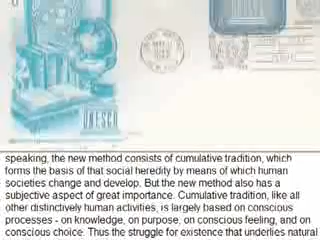 UNESCO
speaking, the new method consists of cumulative tradition, which
forms the basis of that social heredity by means of which human
societies change and develop. But the new method also has a
subjective aspect of great importance. Cumulative tradition, like all
other distinctively human activities, is largely based on conscious
processes - on knowledge, on purpose, on conscious feeling, and on
conscious choice. Thus the struggle for existence that underlies natural